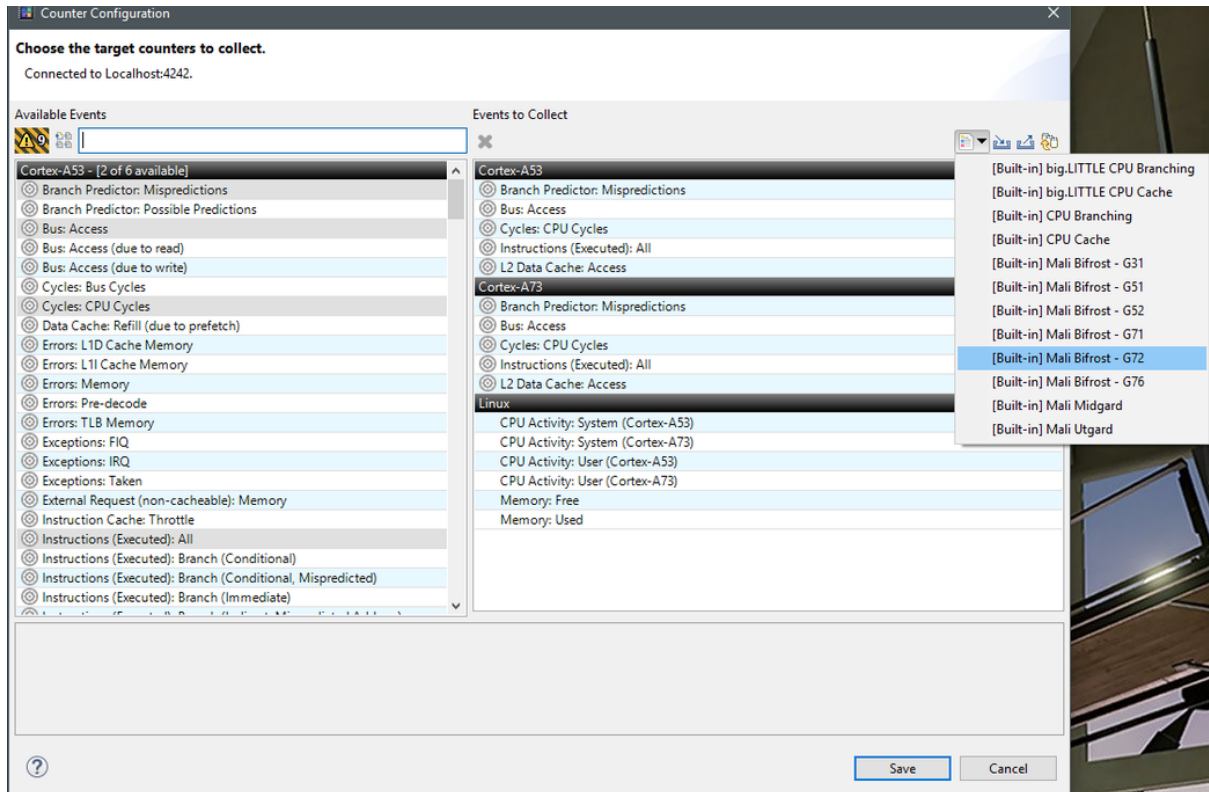 Counter Configuration
Choose the target counters to collect.
Connected to Localhost:4242.
Available Events
9
Cortex-A53 - [2 of 6 available]
Branch Predictor: Mispredictions
Branch Predictor: Possible Predictions
Bus: Access
Bus: Access (due to read)
Bus: Access (due to write)
Cycles: Bus Cycles
Cycles: CPU Cycles
Data Cache: Refill (due to prefetch)
Errors: L1D Cache Memory
Errors: L1I Cache Memory
Errors: Memory
Errors: Pre-decode
Errors: TLB Memory
Exceptions: FIQ
Exceptions: IRQ
Exceptions: Taken
External Request (non-cacheable): Memory
Instruction Cache: Throttle
Instructions (Executed): All
Instructions (Executed): Branch (Conditional)
Instructions (Executed): Branch (Conditional, Mispredicted)
Instructions (Executed): Branch (Immediate)
Events to Collect
Cortex-A53
Branch Predictor: Mispredictions
Bus: Access
Cycles: CPU Cycles
Instructions (Executed): All
L2 Data Cache: Access
Cortex-A73
Branch Predictor: Mispredictions
Bus: Access
Cycles: CPU Cycles
Instructions (Executed): All
L2 Data Cache: Access
Linux
CPU Activity: System (Cortex-A53)
CPU Activity: System (Cortex-A73)
CPU Activity: User (Cortex-A53)
CPU Activity: User (Cortex-A73)
Memory: Free
Memory: Used
[Built-in] big.LITTLE CPU Branching
[Built-in] big.LITTLE CPU Cache
[Built-in] CPU Branching
[Built-in] CPU Cache
[Built-in] Mali Bifrost - G31
[Built-in] Mali Bifrost - G51
[Built-in] Mali Bifrost - G52
[Built-in] Mali Bifrost - G71
[Built-in] Mali Bifrost - G72
[Built-in] Mali Bifrost - G76
[Built-in] Mali Midgard
[Built-in] Mali Utgard
?
Save
Cancel